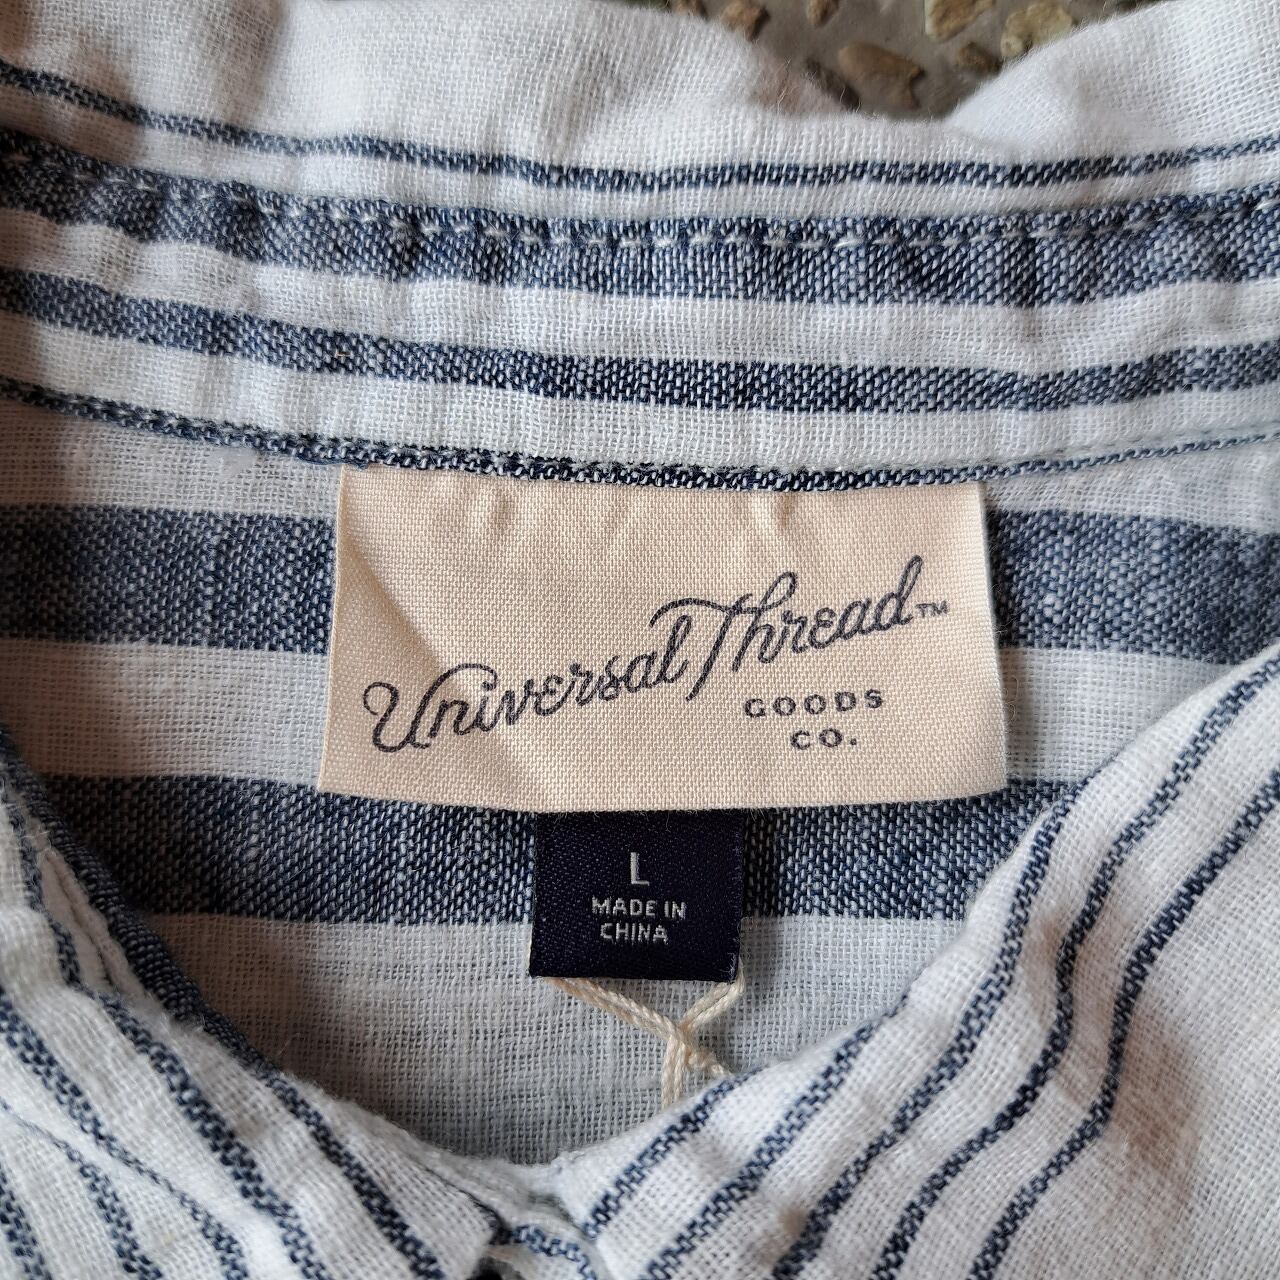 Universal Thread™
GOODS
CO.
L
MADE IN
CHINA